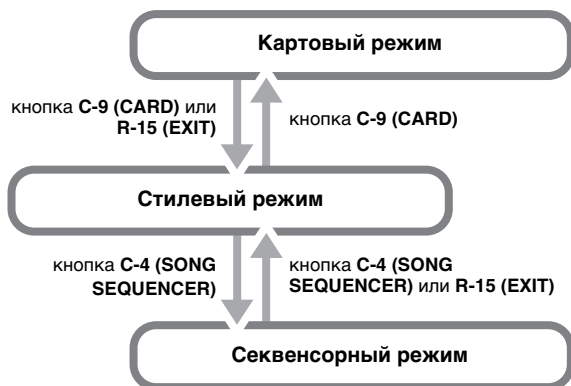 Картовый режим
кнопка C-9 (CARD) или
R-15 (EXIT)
кнопка C-9 (CARD)
Стилевый режим
кнопка C-4 (SONG
SEQUENCER)
кнопка C-4 (SONG
SEQUENCER) или R-15 (EXIT)
Секвенсорный режим